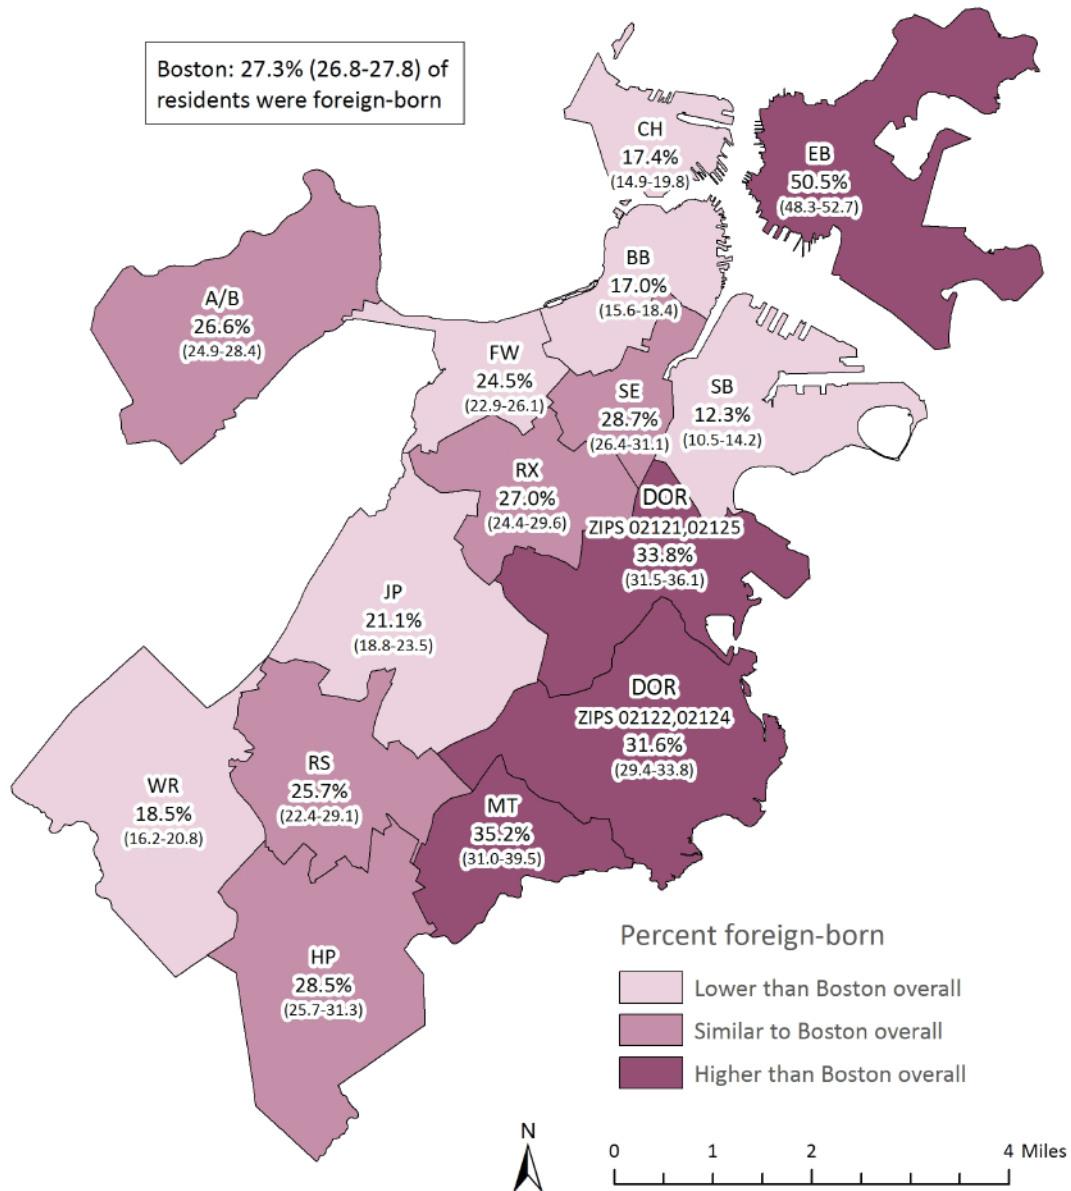 Boston: 27.3% (26.8-27.8) of
residents were foreign-born
CH
17.4%
(14.9-19.8)
EB
50.5%
(48.3-52.7)
BB
17.0%
(15.6-18.4)
A/B
26.6%
(24.9-28.4)
FW
24.5%
(22.9-26.1)
SE
28.7%
(26.4-31.1)
SB
12.3%
(10.5-14.2)
RX
27.0%
(24.4-29.6)
DOR
ZIPS 02121,02125
33.8%
(31.5-36.1)
JP
21.1%
(18.8-23.5)
DOR
ZIPS 02122,02124
31.6%
(29.4-33.8)
RS
25.7%
(22.4-29.1)
WR
18.5%
(16.2-20.8)
MT
35.2%
(31.0-39.5)
HP
28.5%
(25.7-31.3)
Percent foreign-born
Lower than Boston overall
Similar to Boston overall
Higher than Boston overall
N
0 1 2 4 Miles